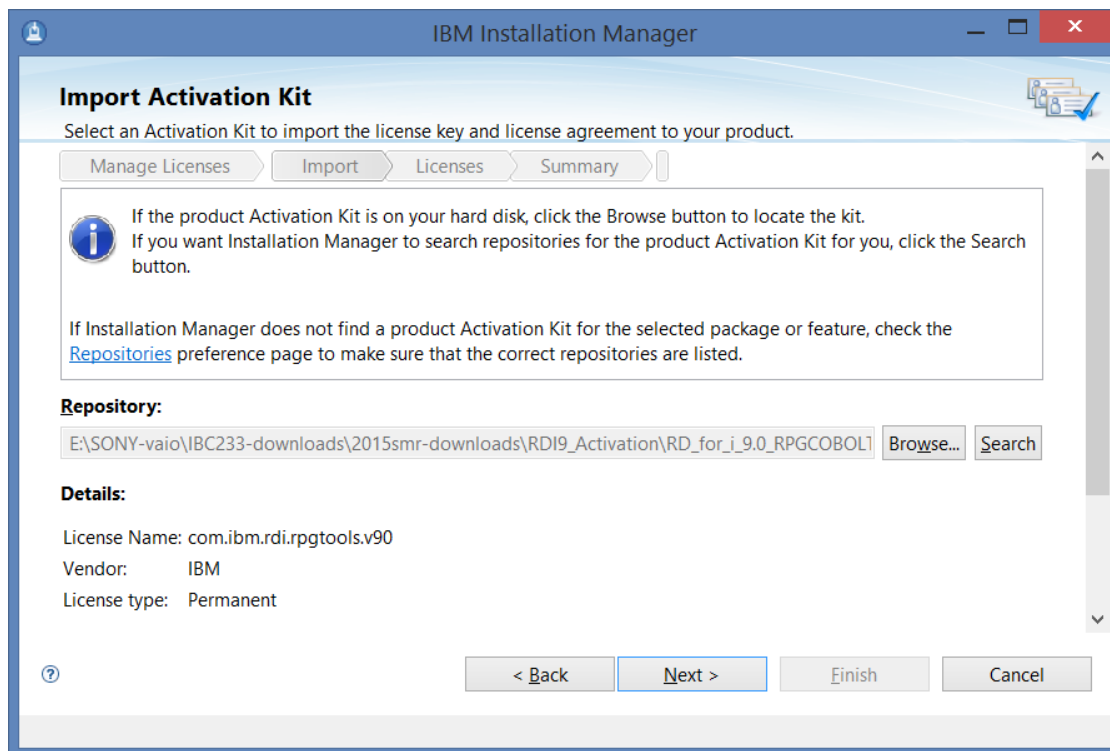 IBM Installation Manager
Import Activation Kit
Select an Activation Kit to import the license key and license agreement to your product.
Manage Licenses Import Licenses Summary
If the product Activation Kit is on your hard disk, click the Browse button to locate the kit.
If you want Installation Manager to search repositories for the product Activation Kit for you, click the Search
button.
If Installation Manager does not find a product Activation Kit for the selected package or feature, check the
Repositories preference page to make sure that the correct repositories are listed.
Repository:
E:\SONY-vaio\IBC233-downloads\2015smr-downloads\RDI9_Activation\RD_for_i_9.0_RPGCOBOLT Browse... Search
Details:
License Name: com.ibm.rdi.rpgtools.v90
Vendor: IBM
License type: Permanent
? < Back Next > Finish Cancel